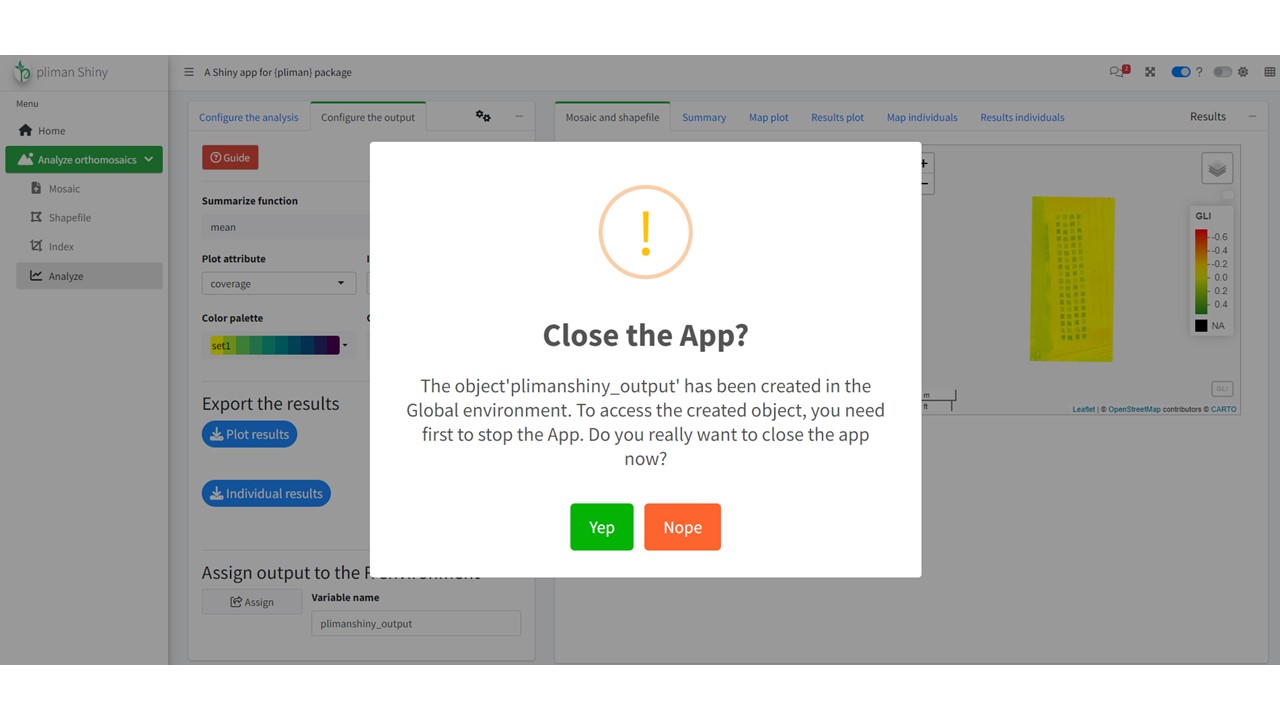 pliman Shiny
A Shiny app for {pliman} package
2
?
Menu
Home
Analyze orthomosaics
Mosaic
Shapefile
Index
Analyze
Configure the analysis
Configure the output
Guide
Summarize function
mean
Plot attribute
coverage
Color palette
set1
Export the results
Plot results
Individual results
Assign output to the R environment
Assign
Variable name
plimanshiny_output
Mosaic and shapefile
Summary
Map plot
Results plot
Map individuals
Results individuals
Results
+
−
GLI
-0.6
-0.4
-0.2
0.0
0.2
0.4
NA
GLI
m
ft
Leaflet | © OpenStreetMap contributors © CARTO
!
Close the App?
The object'plimanshiny_output' has been created in the
Global environment. To access the created object, you need
first to stop the App. Do you really want to close the app
now?
Yep
Nope